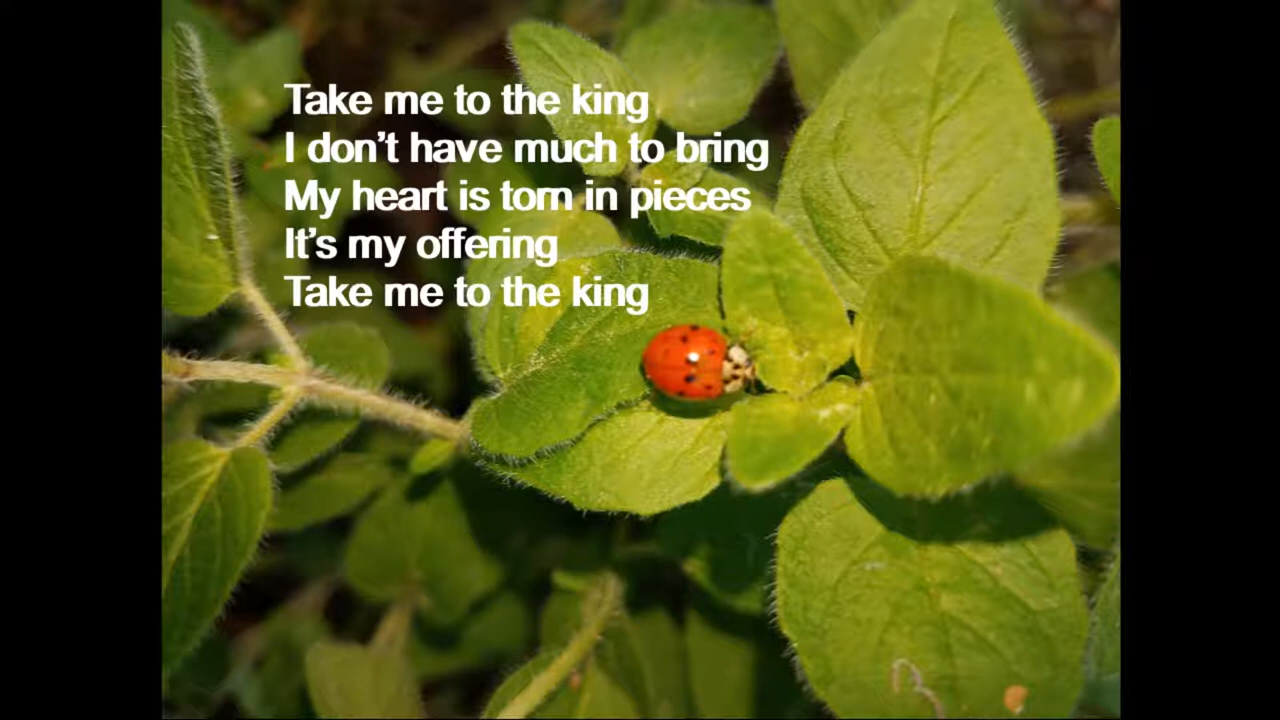 Take me to the king
I don’t have much to bring
My heart is torn in pieces
It’s my offering
Take me to the king